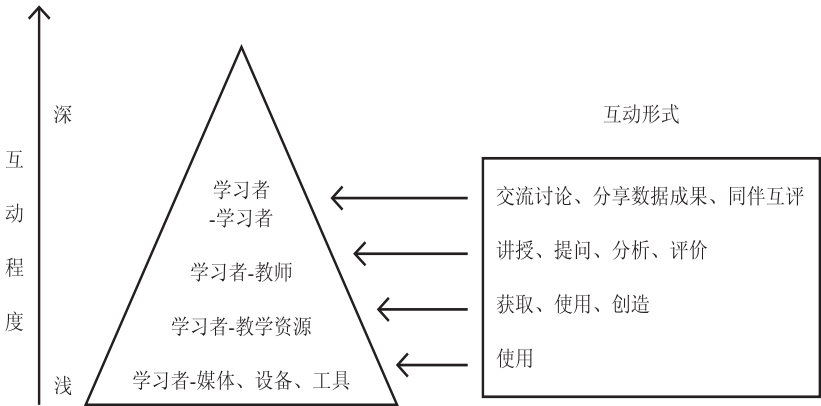 互动程度
深
浅
学习者
-学习者
学习者-教师
学习者-教学资源
学习者-媒体、设备、工具
互动形式
交流讨论、分享数据成果、同伴互评
讲授、提问、分析、评价
获取、使用、创造
使用